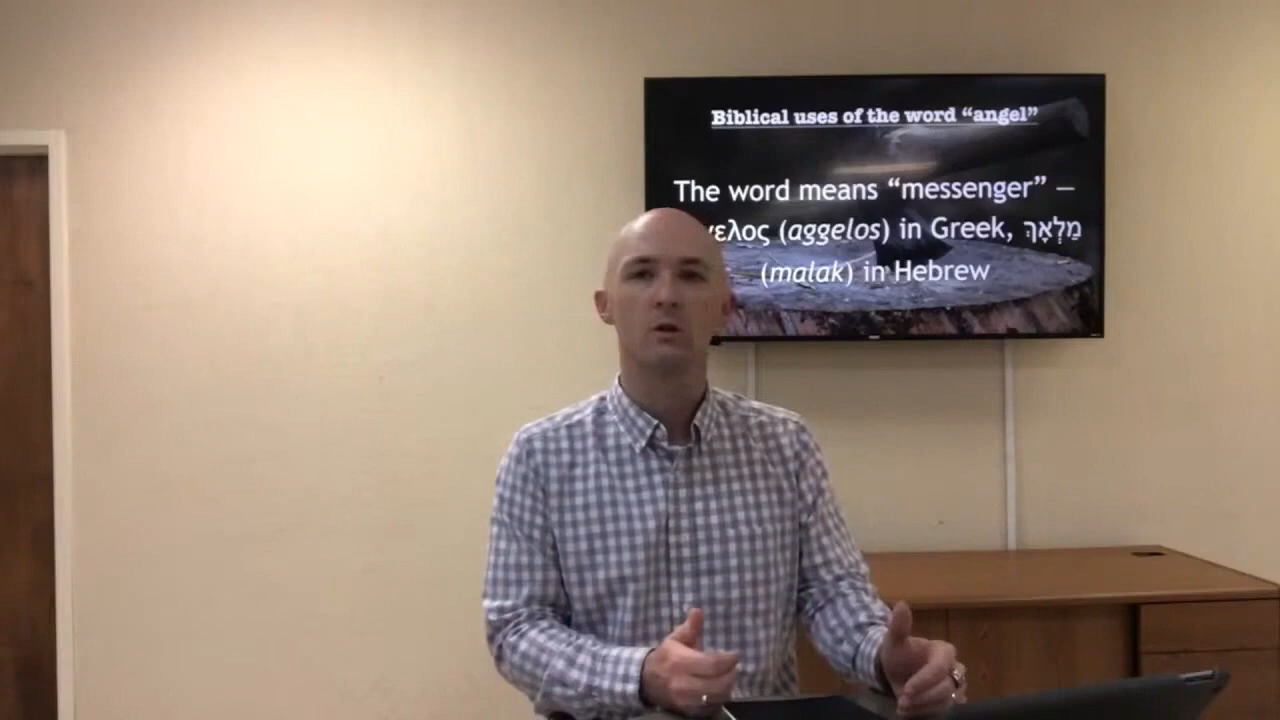 Biblical uses of the word “angel”
The word means “messenger” –
(aggelos) in Greek, מַלְאָךְ
(malak) in Hebrew